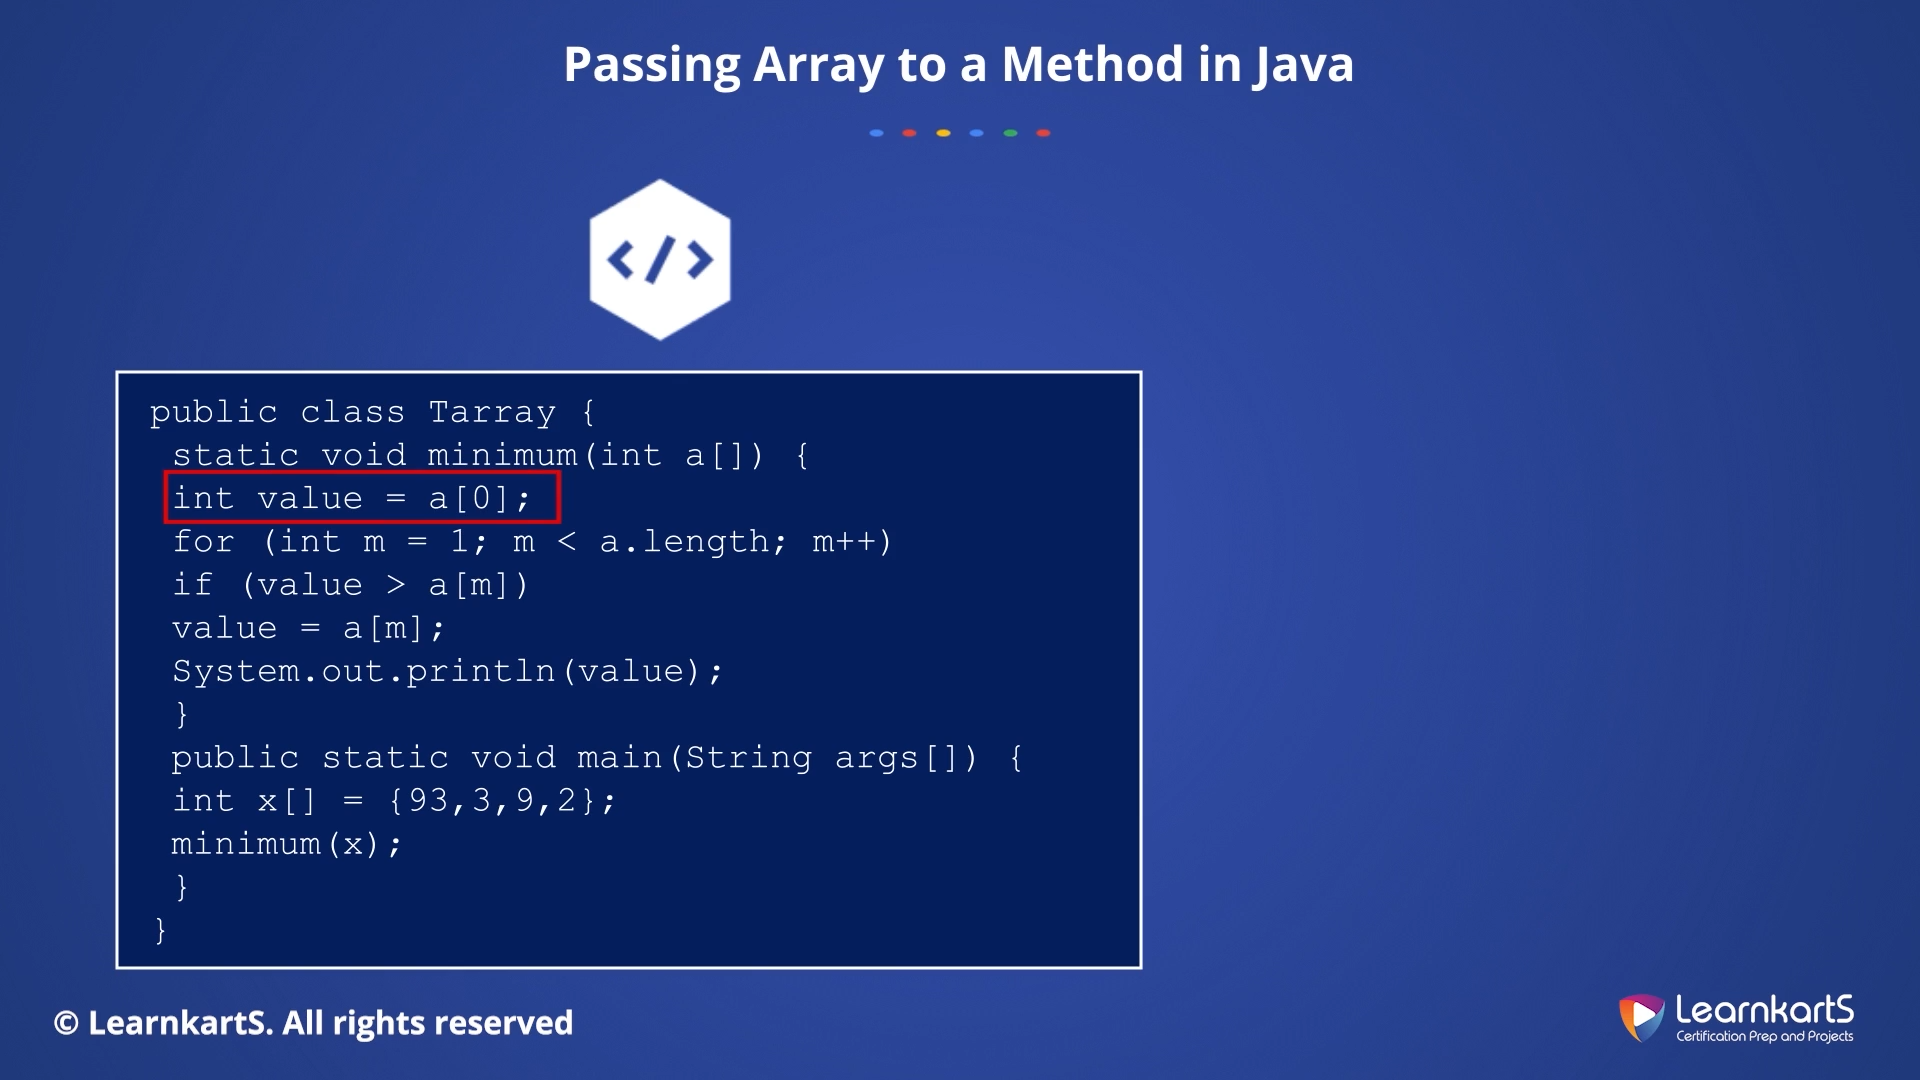 Passing Array to a Method in Java
</>
public class Tarray {
static void minimum(int a[]) {
int value = a[0];
for (int m = 1; m < a.length; m++)
if (value > a[m])
value = a[m];
System.out.println(value);
}
public static void main(String args[]) {
int x[] = {93,3,9,2};
minimum(x);
}
}
© LearnkartS. All rights reserved
LearnkartS
Certification Prep and Projects